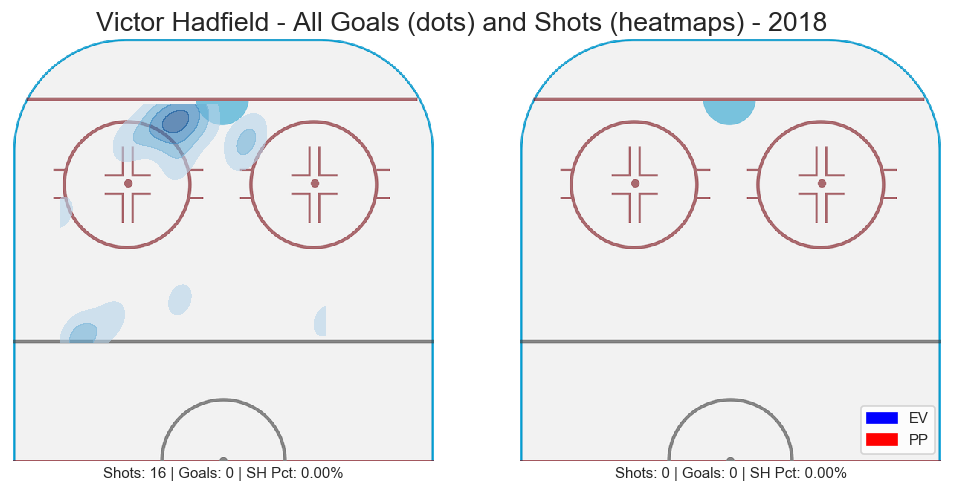 Victor Hadfield - All Goals (dots) and Shots (heatmaps) - 2018
EV
PP
Shots: 16 | Goals: 0 | SH Pct: 0.00%
Shots: 0 | Goals: 0 | SH Pct: 0.00%